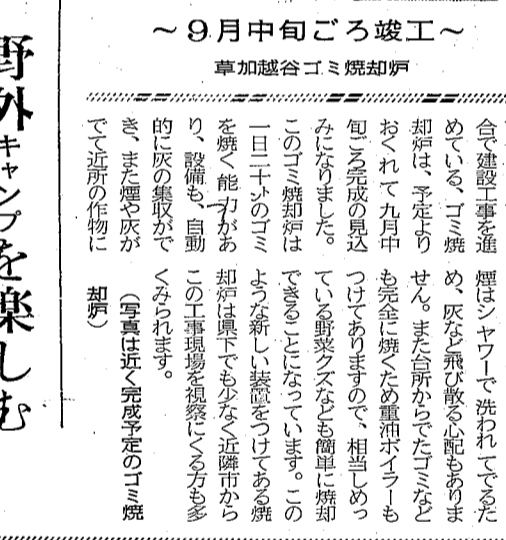 ～9月中旬ごろ竣工～
草加越谷ゴミ焼却炉
合で建設工事を進
めている、ゴミ焼
却炉は、予定より
おくれて九月中
旬ごろ完成の見込
みになりました。
このゴミ焼却炉は
一日二十㌧のゴミ
を焼く能力があ
り、設備も、自動
的に灰の集収がで
き、また煙や灰が
でて近所の作物に
煙はシャワーで洗われてでるだ
め、灰など飛び散る心配もありま
せん。また台所からでたゴミなど
も完全に焼くため重油ボイラーも
つけてありますので、相当しめっ
ている野菜クズなども簡単に焼却
できることになっています。この
ような新しい装置をつけてある焼
却炉は県下でも少なく近隣市から
この工事現場を視察にくる方も多
くみられます。
（写真は近く完成予定のゴミ焼
却炉）
野外キャンプを楽しむ